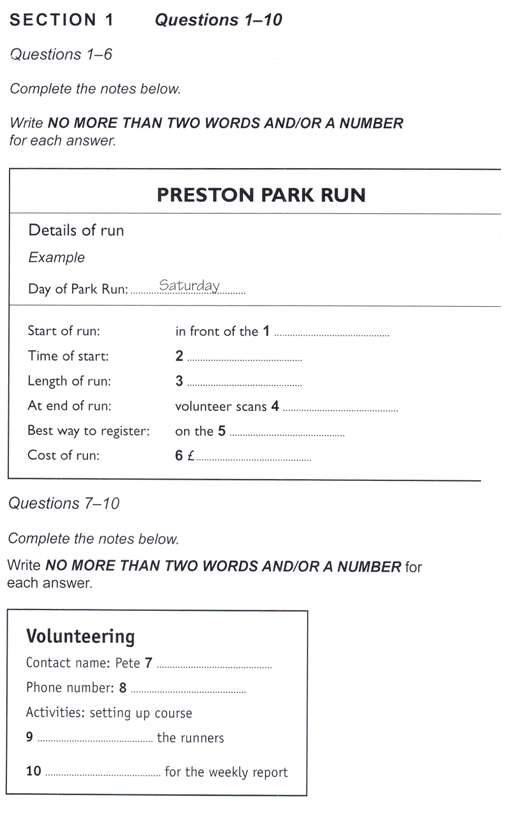 SECTION 1 Questions 1–10
Questions 1–6
Complete the notes below.
Write NO MORE THAN TWO WORDS AND/OR A NUMBER
for each answer.
PRESTON PARK RUN
Details of run
Example
Day of Park Run: ........Saturday........
Start of run: in front of the 1 ........................................
Time of start: 2 ........................................
Length of run: 3 ........................................
At end of run: volunteer scans 4 ........................................
Best way to register: on the 5 ........................................
Cost of run: 6 £........................................
Questions 7–10
Complete the notes below.
Write NO MORE THAN TWO WORDS AND/OR A NUMBER for
each answer.
Volunteering
Contact name: Pete 7 ........................................
Phone number: 8 ........................................
Activities: setting up course
9 ........................................ the runners
10 ........................................ for the weekly report